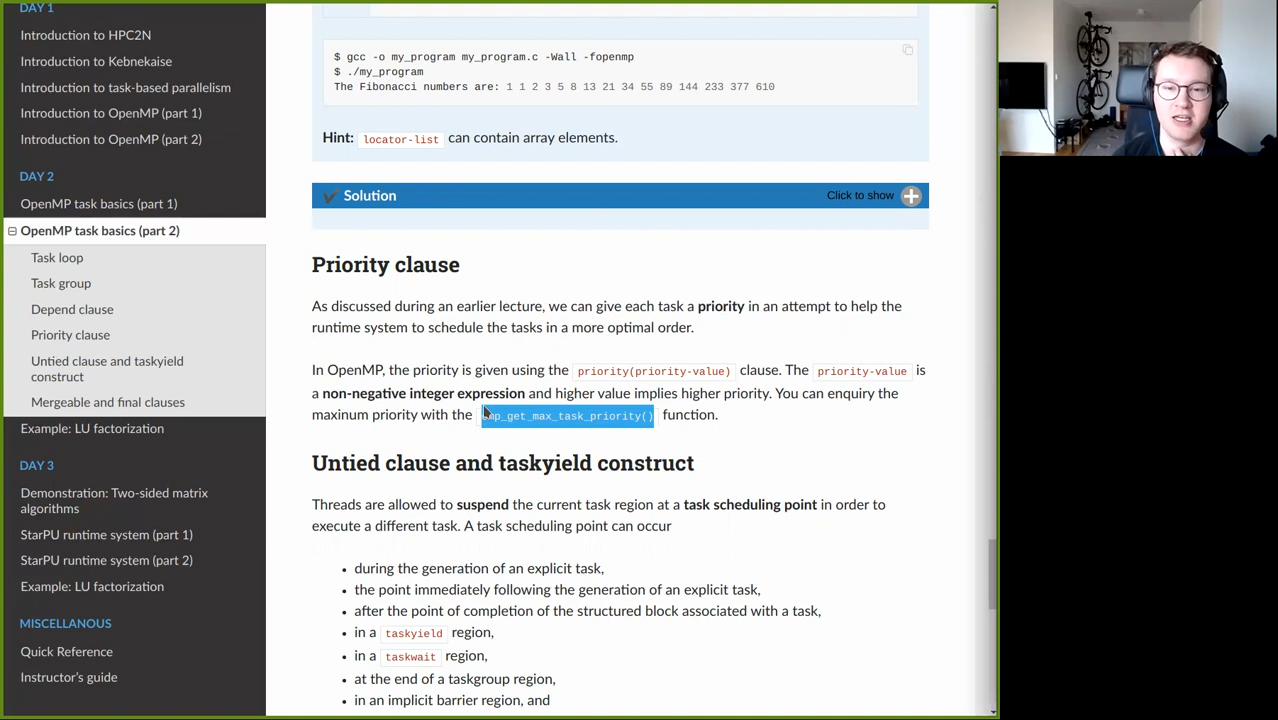 DAY 1
Introduction to HPC2N
Introduction to Kebnekaise
Introduction to task-based parallelism
Introduction to OpenMP (part 1)
Introduction to OpenMP (part 2)
DAY 2
OpenMP task basics (part 1)
OpenMP task basics (part 2)
Task loop
Task group
Depend clause
Priority clause
Untied clause and taskyield
construct
Mergeable and final clauses
Example: LU factorization
DAY 3
Demonstration: Two-sided matrix
algorithms
StarPU runtime system (part 1)
StarPU runtime system (part 2)
Example: LU factorization
MISCELLANEOUS
Quick Reference
Instructor's guide
$ gcc -o my_program my_program.c -Wall -fopenmp
$ ./my_program
The Fibonacci numbers are: 1 1 2 3 5 8 13 21 34 55 89 144 233 377 610
Hint: locator-list can contain array elements.
Solution Click to show
Priority clause
As discussed during an earlier lecture, we can give each task a priority in an attempt to help the
runtime system to schedule the tasks in a more optimal order.
In OpenMP, the priority is given using the priority(priority-value) clause. The priority-value is
a non-negative integer expression and higher value implies higher priority. You can enquiry the
maxinum priority with the omp_get_max_task_priority() function.
Untied clause and taskyield construct
Threads are allowed to suspend the current task region at a task scheduling point in order to
execute a different task. A task scheduling point can occur
• during the generation of an explicit task,
• the point immediately following the generation of an explicit task,
• after the point of completion of the structured block associated with a task,
• in a taskyield region,
• in a taskwait region,
• at the end of a taskgroup region,
• in an implicit barrier region, and